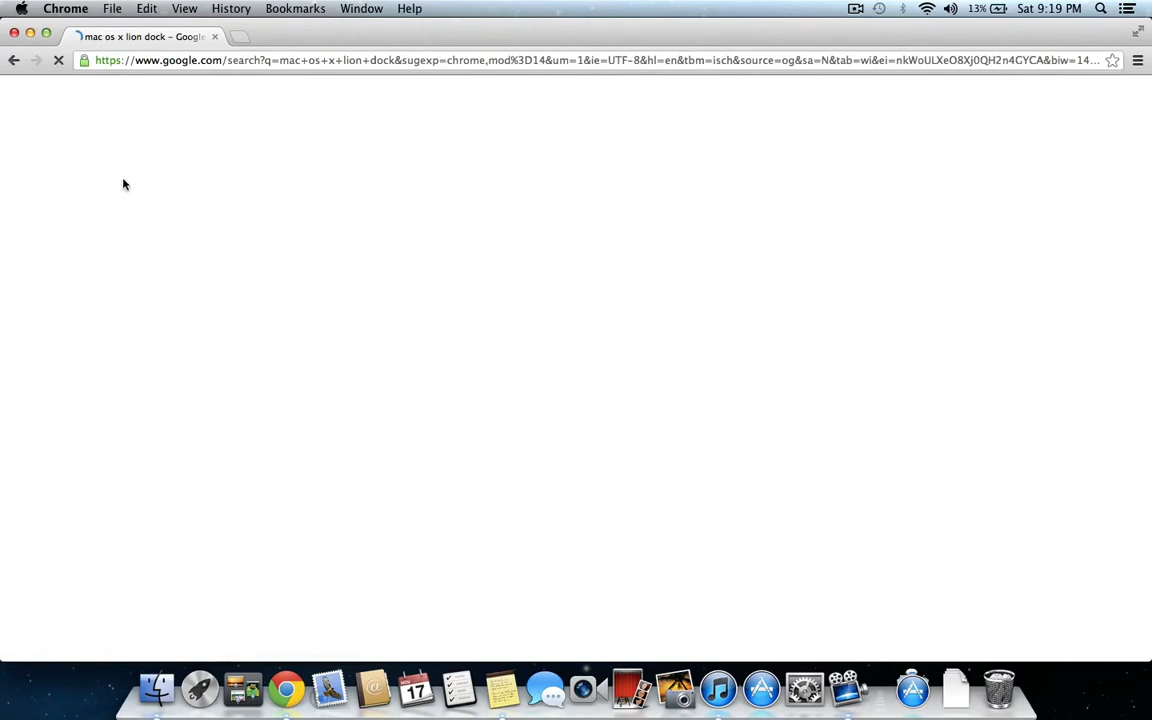 Chrome File Edit View History Bookmarks Window Help 13% Sat 9:19 PM
mac os x lion dock – Google
https://www.google.com/search?q=mac+os+x+lion+dock&sugexp=chrome,mod%3D14&um=1&ie=UTF-8&hl=en&tbm=isch&source=og&sa=N&tab=wi&ei=nkWoULXeO8Xj0QH2n4GYCA&biw=14...
NOV
17